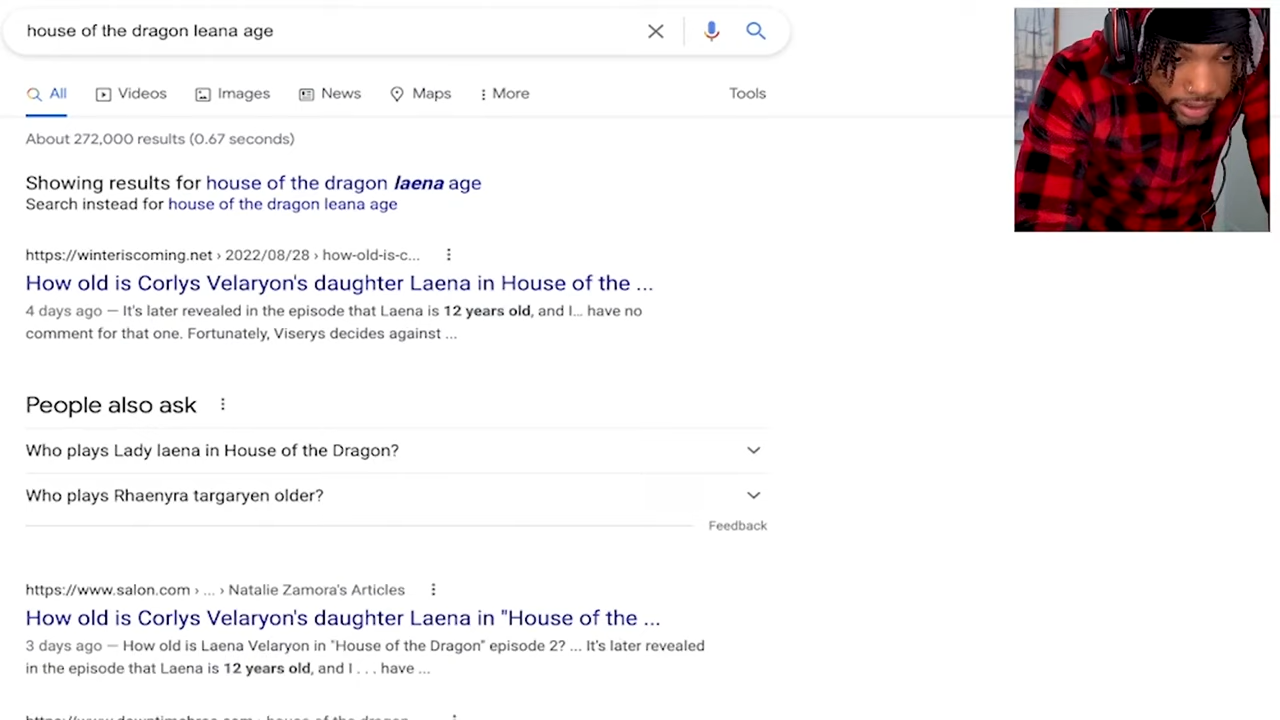 house of the dragon leana age
All Videos Images News Maps More Tools
About 272,000 results (0.67 seconds)
Showing results for house of the dragon laena age
Search instead for house of the dragon leana age
https://winteriscoming.net › 2022/08/28 › how-old-is-c...
How old is Corlys Velaryon's daughter Laena in House of the ...
4 days ago — It's later revealed in the episode that Laena is 12 years old, and I... have no
comment for that one. Fortunately, Viserys decides against ...
People also ask
Who plays Lady laena in House of the Dragon?
Who plays Rhaenyra targaryen older?
Feedback
https://www.salon.com › ... › Natalie Zamora's Articles
How old is Corlys Velaryon's daughter Laena in "House of the ...
3 days ago — How old is Laena Velaryon in "House of the Dragon" episode 2? ... It's later revealed
in the episode that Laena is 12 years old, and I . . . have ...